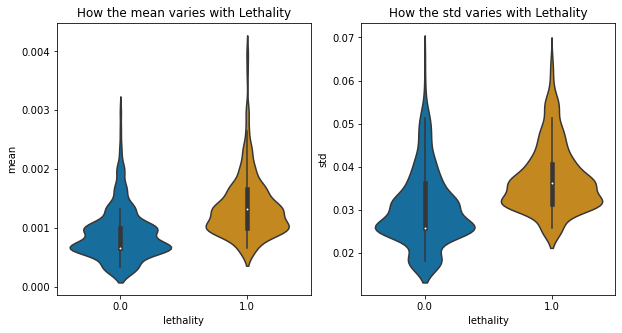 How the mean varies with Lethality
mean
0.004
0.003
0.002
0.001
0.000
0.0
1.0
lethality
How the std varies with Lethality
std
0.07
0.06
0.05
0.04
0.03
0.02
0.0
1.0
lethality